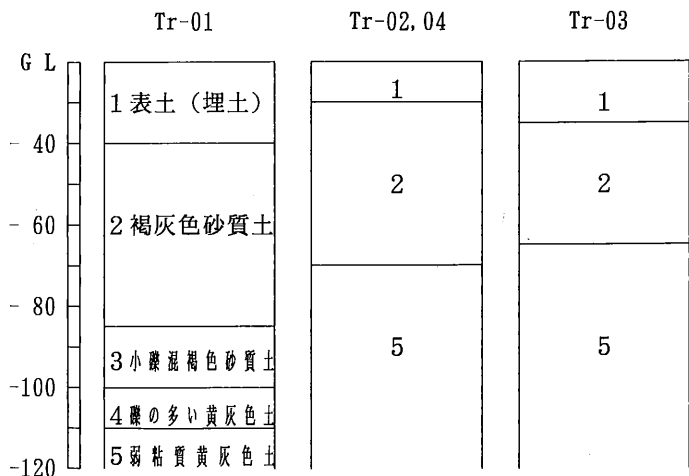 Tr-01 Tr-02,04 Tr-03
G L
1 表土（埋土） 1 1
- 40
2 褐灰色砂質土 2 2
- 60
- 80
3 小礫混褐色砂質土 5 5
-100
4 礫の多い黄灰色土
5 弱粘質黄灰色土
-120